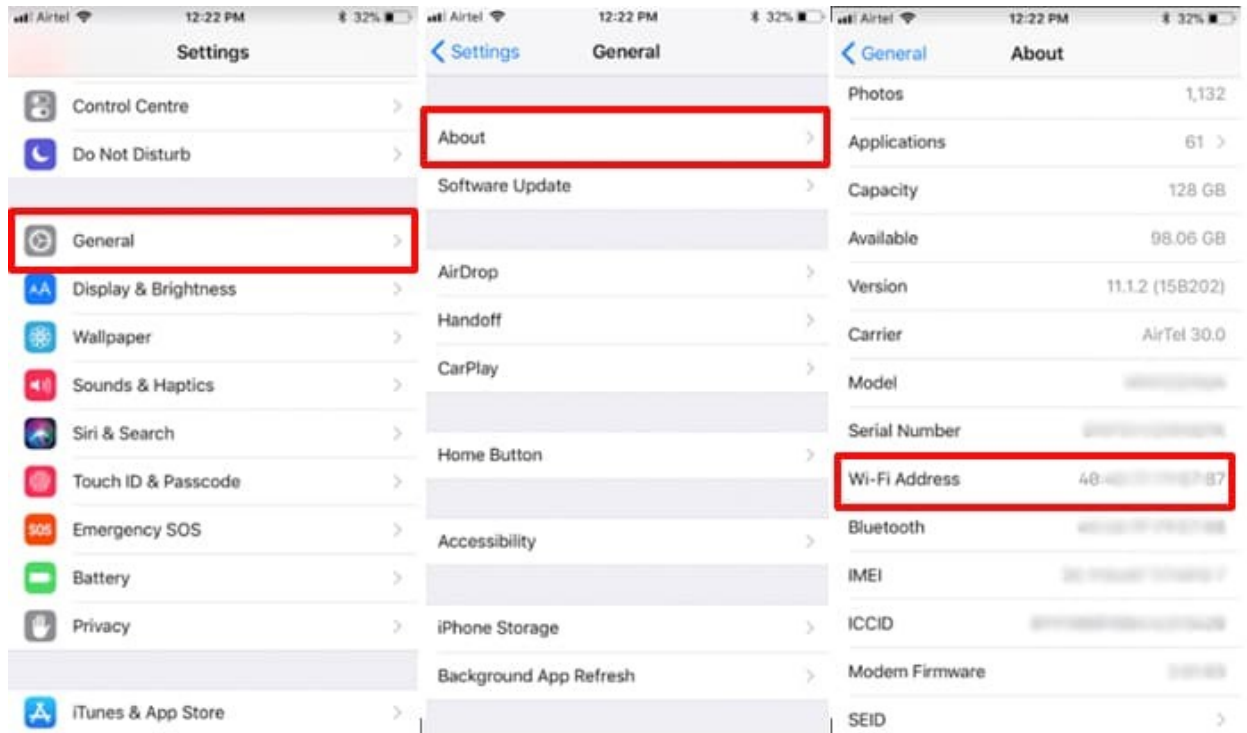 Airtel 12:22 PM 32%
Settings
Control Centre
Do Not Disturb
General
AA Display & Brightness
Wallpaper
Sounds & Haptics
Siri & Search
Touch ID & Passcode
SOS Emergency SOS
Battery
Privacy
iTunes & App Store
Airtel 12:22 PM 32%
Settings General
About
Software Update
AirDrop
Handoff
CarPlay
Home Button
Accessibility
iPhone Storage
Background App Refresh
Airtel 12:22 PM 32%
General About
Photos 1,132
Applications 61
Capacity 128 GB
Available 98.06 GB
Version 11.1.2 (15B202)
Carrier AirTel 30.0
Model
Serial Number
Wi-Fi Address
Bluetooth
IMEI
ICCID
Modem Firmware
SEID